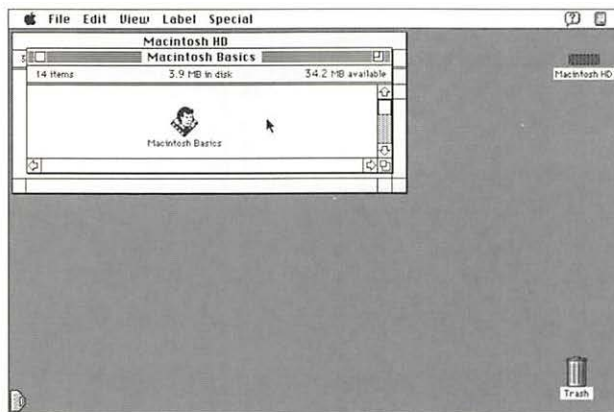 File Edit View Label Special
Macintosh HD
Macintosh Basics
14 items 3.9 MB in disk 34.2 MB available
Macintosh HD
Macintosh Basics
Trash